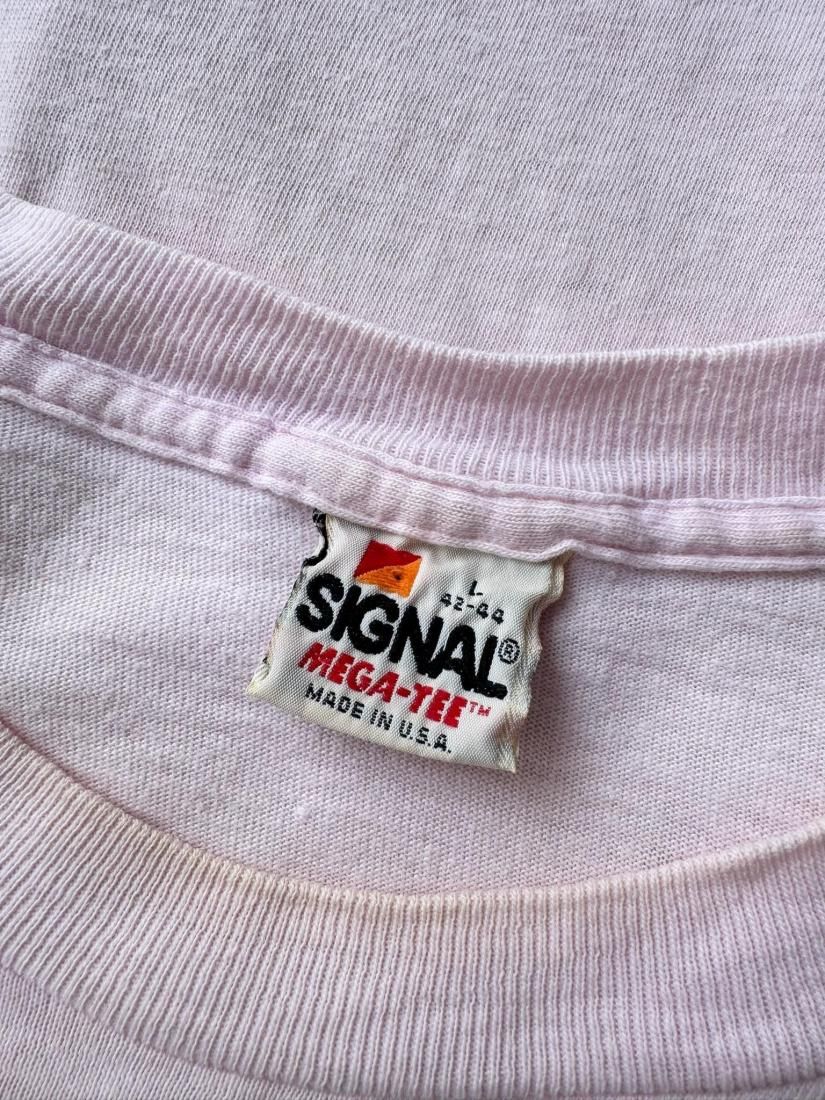 L
42-44
SIGNAL®
MEGA-TEE™
MADE IN U.S.A.